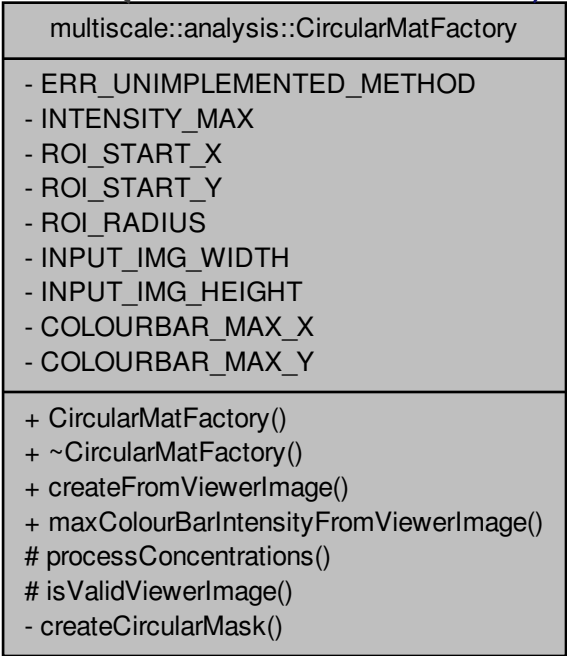 multiscale::analysis::CircularMatFactory
- ERR_UNIMPLEMENTED_METHOD
- INTENSITY_MAX
- ROI_START_X
- ROI_START_Y
- ROI_RADIUS
- INPUT_IMG_WIDTH
- INPUT_IMG_HEIGHT
- COLOURBAR_MAX_X
- COLOURBAR_MAX_Y
+ CircularMatFactory()
+ ~CircularMatFactory()
+ createFromViewerImage()
+ maxColourBarIntensityFromViewerImage()
# processConcentrations()
# isValidViewerImage()
- createCircularMask()